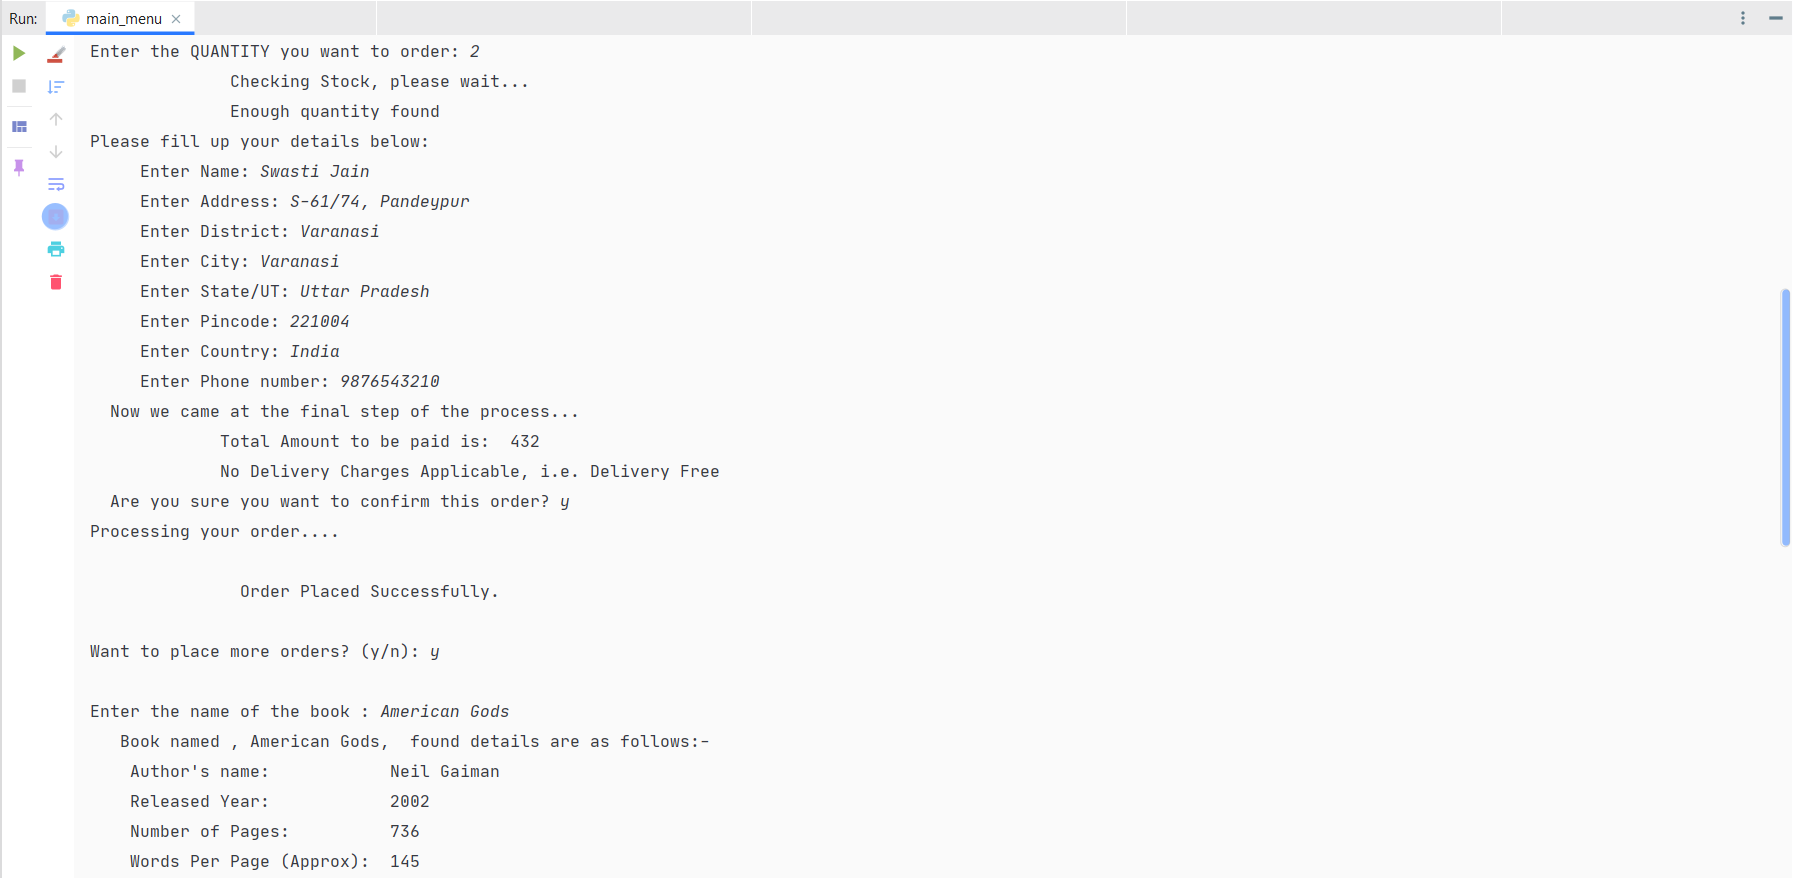 Run: main_menu
Enter the QUANTITY you want to order: 2
Checking Stock, please wait...
Enough quantity found
Please fill up your details below:
Enter Name: Swasti Jain
Enter Address: S-61/74, Pandeypur
Enter District: Varanasi
Enter City: Varanasi
Enter State/UT: Uttar Pradesh
Enter Pincode: 221004
Enter Country: India
Enter Phone number: 9876543210
Now we came at the final step of the process...
Total Amount to be paid is:  432
No Delivery Charges Applicable, i.e. Delivery Free
Are you sure you want to confirm this order? y
Processing your order....
Order Placed Successfully.
Want to place more orders? (y/n): y
Enter the name of the book : American Gods
Book named , American Gods,  found details are as follows:-
Author's name: Neil Gaiman
Released Year: 2002
Number of Pages: 736
Words Per Page (Approx): 145